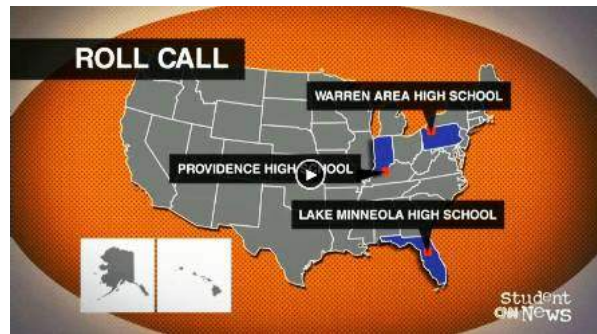 ROLL CALL
WARREN AREA HIGH SCHOOL
PROVIDENCE HIGH SCHOOL
LAKE MINNEOLA HIGH SCHOOL
Student
CNN News